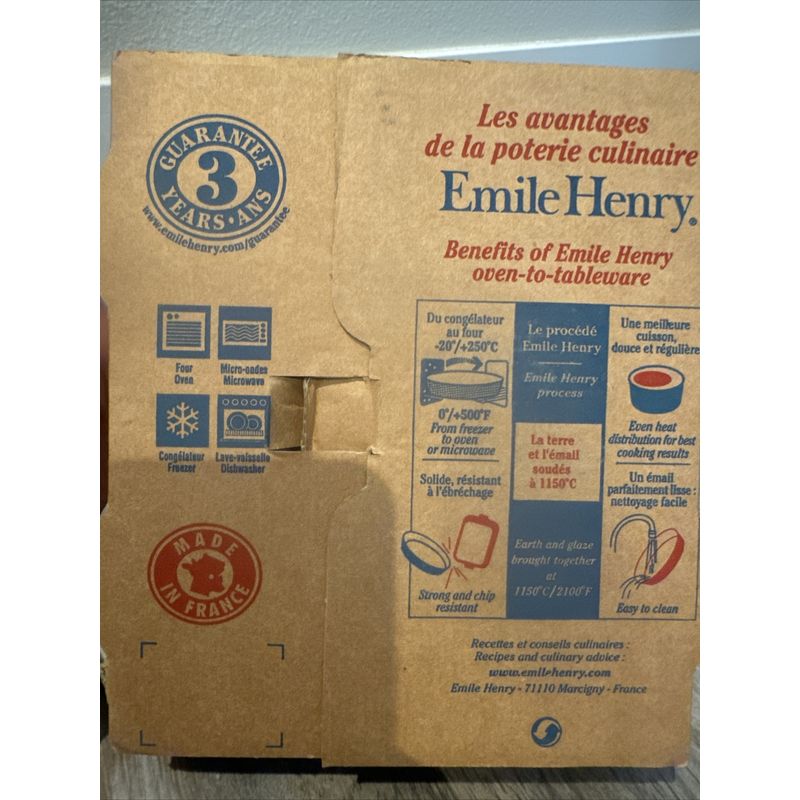 GUARANTEE
3
YEARS • ANS
www.emilehenry.com/guarantee
Four
Oven
Micro-ondes
Microwave
Congélateur
Freezer
Lave-vaisselle
Dishwasher
MADE
IN FRANCE
Les avantages
de la poterie culinaire
Emile Henry®
Benefits of Emile Henry
oven-to-tableware
Du congélateur
au four
-20°/+250°C
0°/+500°F
From freezer
to oven
or microwave
Solide, résistant
à l'ébréchage
Strong and chip
resistant
Le procédé
Emile Henry
Emile Henry
process
La terre
et l'émail
soudés
à 1150°C
Earth and glaze
brought together
at
1150°C/2100°F
Une meilleure
cuisson,
douce et régulière
Even heat
distribution for best
cooking results
Un émail
parfaitement lisse :
nettoyage facile
Easy to clean
Recettes et conseils culinaires :
Recipes and culinary advice :
www.emilehenry.com
Emile Henry - 71110 Marcigny - France